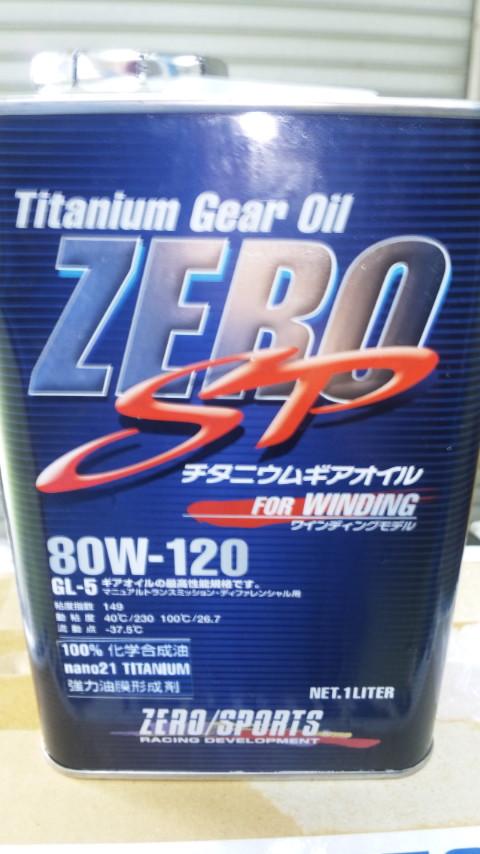 Titanium Gear Oil
ZERO
SP
チタニウムギアオイル
FOR WINDING
ワインディングモデル
80W-120
GL-5 ギアオイルの最高性能規格です。
マニュアルトランスミッション・ディファレンシャル用
粘度指数 149
動粘度 40℃/230 100℃/26.7
流動点 -37.5℃
100% 化学合成油
nano21 TITANIUM
強力油膜形成剤
NET.1LITER
ZERO/SPORTS
RACING DEVELOPMENT